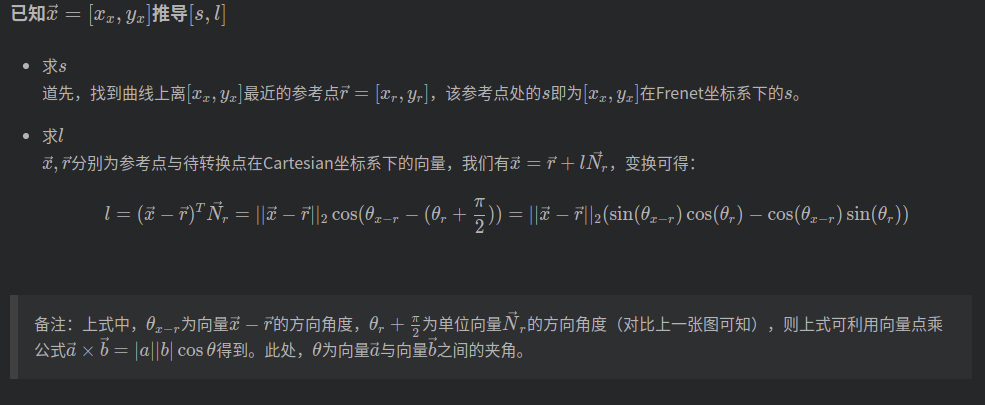 已知$\vec{x} = [x_x, y_x]$推导$[s, l]$
• 求$s$
道先，找到曲线上离$[x_x, y_x]$最近的参考点$\vec{r} = [x_r, y_r]$，该参考点处的$s$即为$[x_x, y_x]$在Frenet坐标系下的$s$。
• 求$l$
$\vec{x}, \vec{r}$分别为参考点与待转换点在Cartesian坐标系下的向量，我们有$\vec{x} = \vec{r} + l\vec{N}_r$，变换可得：
$l = (\vec{x} - \vec{r})^T \vec{N}_r = ||\vec{x} - \vec{r}||_2 \cos(\theta_{x-r} - (\theta_r + \frac{\pi}{2})) = ||\vec{x} - \vec{r}||_2 (\sin(\theta_{x-r}) \cos(\theta_r) - \cos(\theta_{x-r}) \sin(\theta_r))$
备注：上式中，$\theta_{x-r}$为向量$\vec{x} - \vec{r}$的方向角度，$\theta_r + \frac{\pi}{2}$为单位向量$\vec{N}_r$的方向角度（对比上一张图可知），则上式可利用向量点乘
公式$\vec{a} \times \vec{b} = |a||b| \cos \theta$得到。此处，$\theta$为向量$\vec{a}$与向量$\vec{b}$之间的夹角。